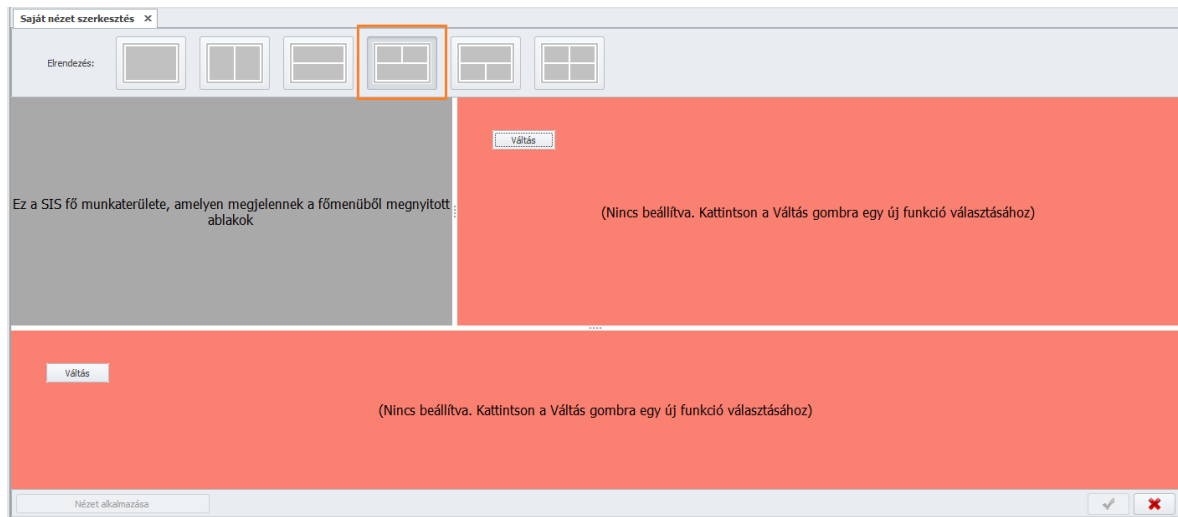 Saját nézet szerkesztés X
Elrendezés:
Váltás
Ez a SIS fő munkaterülete, amelyen megjelennek a főmenüből megnyitott
ablakok
(Nincs beállítva. Kattintson a Váltás gombra egy új funkció választásához)
Váltás
(Nincs beállítva. Kattintson a Váltás gombra egy új funkció választásához)
Nézet alkalmazása